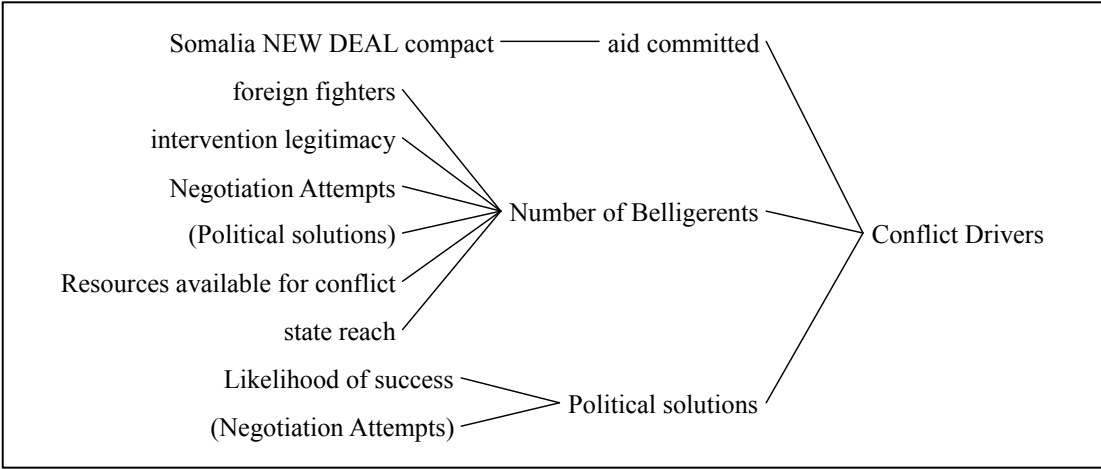 Somalia NEW DEAL compact
aid committed
foreign fighters
intervention legitimacy
Negotiation Attempts
Number of Belligerents
(Political solutions)
Conflict Drivers
Resources available for conflict
state reach
Likelihood of success
Political solutions
(Negotiation Attempts)